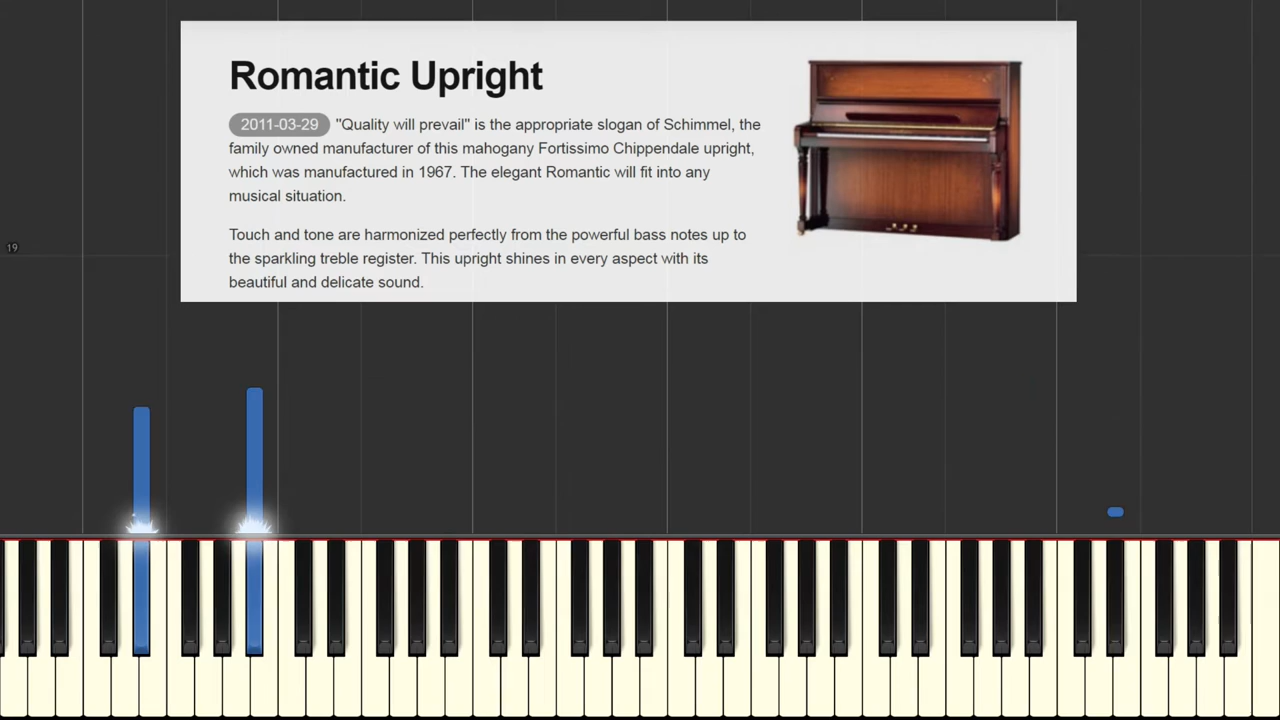 Romantic Upright
2011-03-29 "Quality will prevail" is the appropriate slogan of Schimmel, the
family owned manufacturer of this mahogany Fortissimo Chippendale upright,
which was manufactured in 1967. The elegant Romantic will fit into any
musical situation.
Touch and tone are harmonized perfectly from the powerful bass notes up to
the sparkling treble register. This upright shines in every aspect with its
beautiful and delicate sound.
19